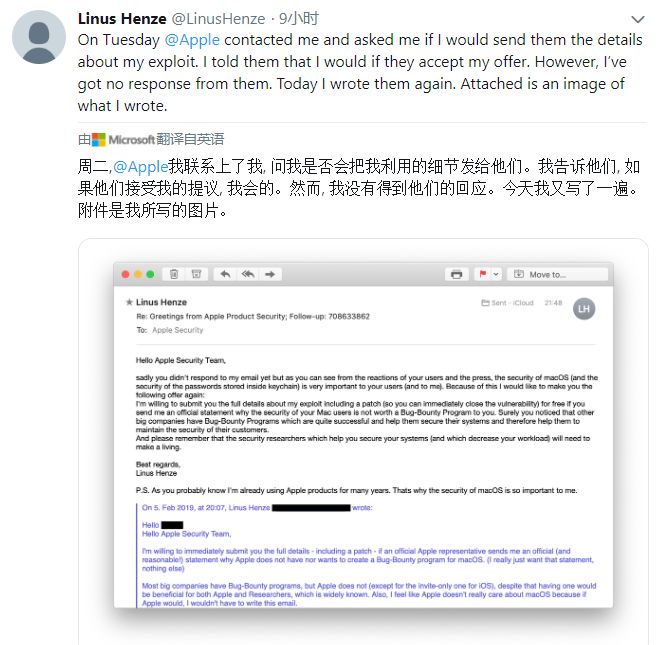 Linus Henze @LinusHenze · 9小时
On Tuesday @Apple contacted me and asked me if I would send them the details
about my exploit. I told them that I would if they accept my offer. However, I've
got no response from them. Today I wrote them again. Attached is an image of
what I wrote.
由 Microsoft 翻译自英语
周二,@Apple我联系上了我, 问我是否会把我利用的细节发给他们。我告诉他们, 如
果他们接受我的提议, 我会的。然而, 我没有得到他们的回应。今天我又写了一遍。
附件是我所写的图片。
Move to...
Linus Henze
Sent - iCloud 21:48
LH
Re: Greetings from Apple Product Security; Follow-up: 708633862
To: Apple Security
Hello Apple Security Team,
sadly you didn't respond to my email yet but as you can see from the reactions of your users and the press, the security of macOS (and the
security of the passwords stored inside keychain) is very important to your users (and to me). Because of this I would like to make you the
following offer again:
I'm willing to submit you the full details about my exploit including a patch (so you can immediately close the vulnerability) for free if you
send me an official statement why the security of your Mac users is not worth a Bug-Bounty Program to you. Surely you noticed that other
big companies have Bug-Bounty Programs which are quite successful and help them secure their systems and therefore help them to
maintain the security of their customers.
And please remember that the security researchers which help you secure your systems (and which decrease your workload) will need to
make a living.
Best regards,
Linus Henze
P.S. As you probably know I'm already using Apple products for many years. Thats why the security of macOS is so important to me.
On 5. Feb 2019, at 20:07, Linus Henze wrote:
Hello
Hello Apple Security Team,
I'm willing to immediately submit you the full details - including a patch - if an official Apple representative sends me an official (and
reasonable!) statement why Apple does not have nor wants to create a Bug-Bounty program for macOS. (I really just want that statement,
nothing else)
Most big companies have Bug-Bounty programs, but Apple does not (except for the invite-only one for iOS), despite that having one would
be beneficial for both Apple and Researchers, which is widely known. Also, I feel like Apple doesn't really care about macOS because if
Apple would, I wouldn't have to write this email.